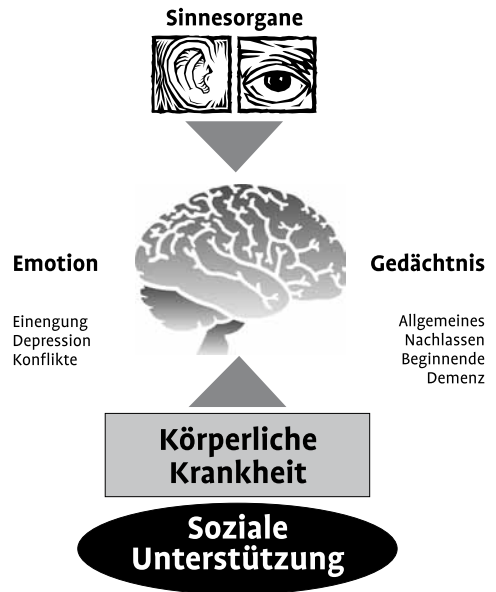 Sinnesorgane
Emotion
Einengung
Depression
Konflikte
Gedächtnis
Allgemeines
Nachlassen
Beginnende
Demenz
Körperliche
Krankheit
Soziale
Unterstützung